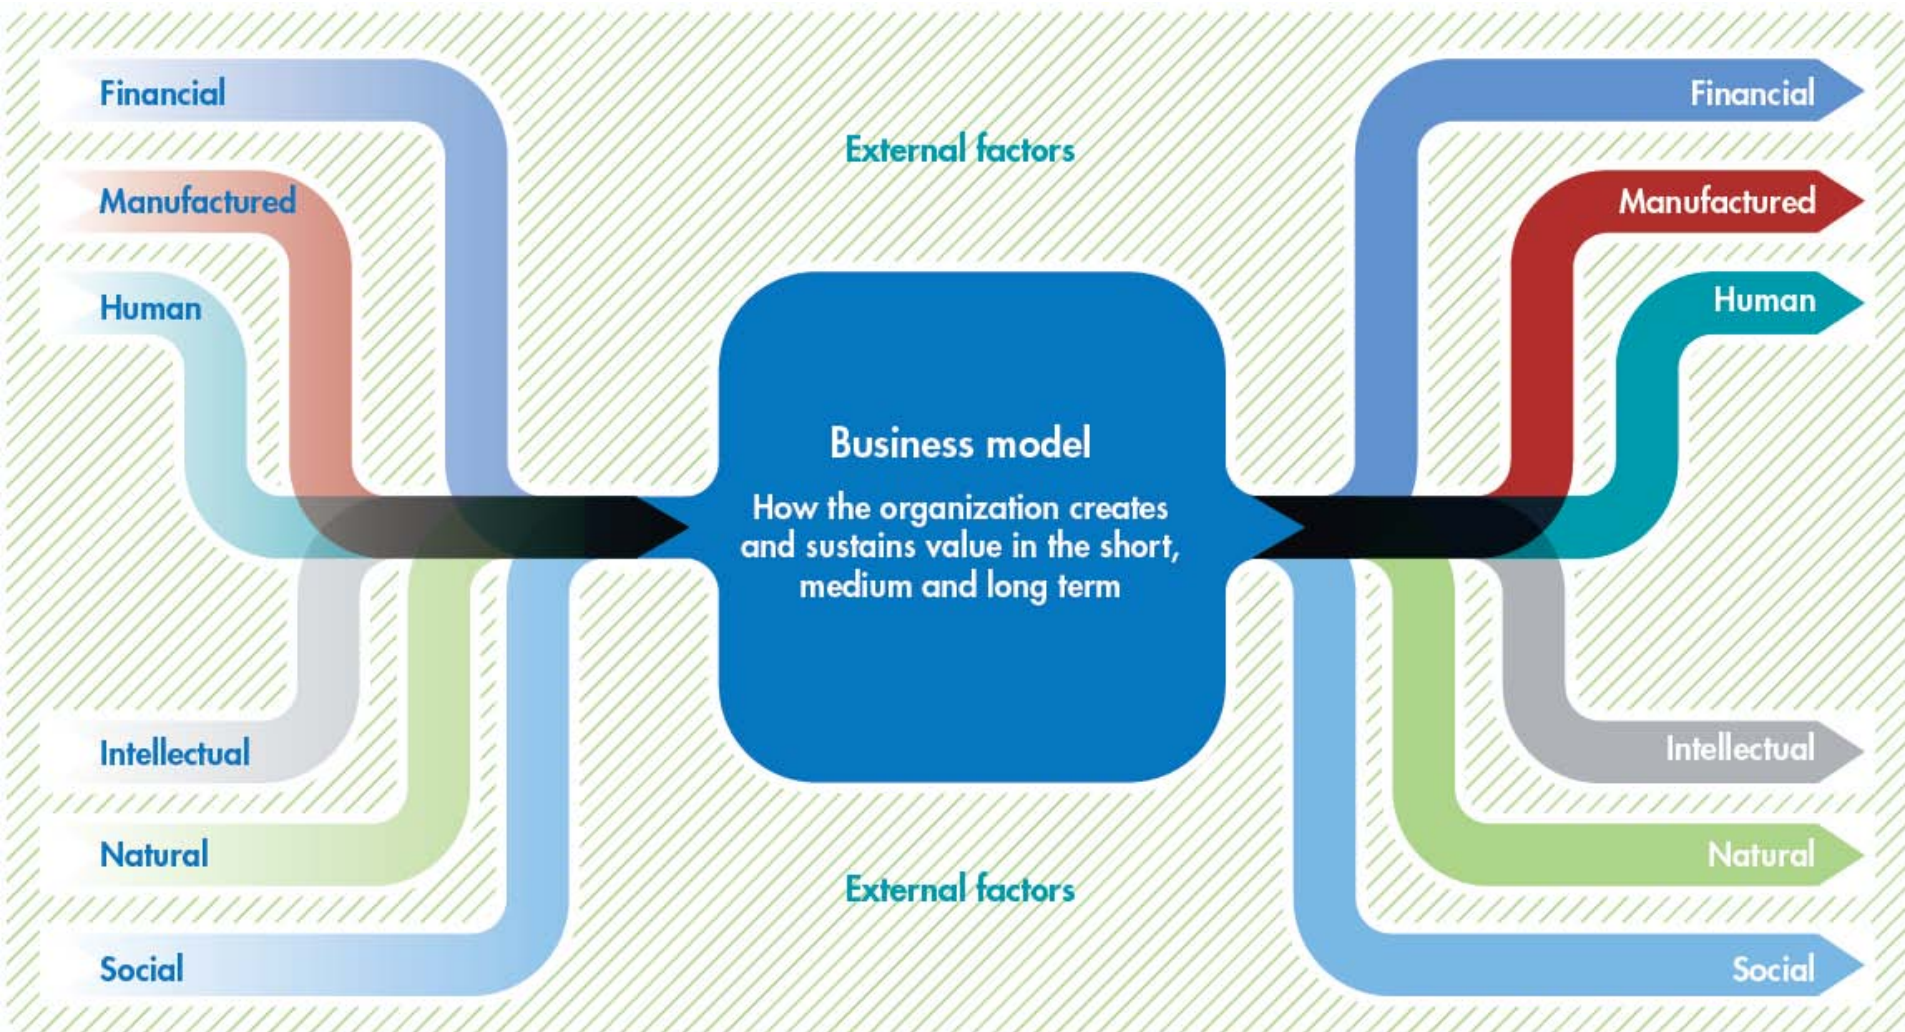 Financial
Manufactured
Human
Intellectual
Natural
Social
External factors
Business model
How the organization creates
and sustains value in the short,
medium and long term
External factors
Financial
Manufactured
Human
Intellectual
Natural
Social